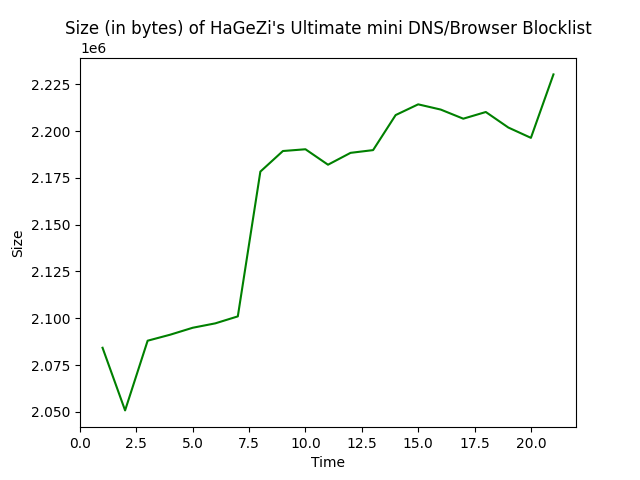 Size (in bytes) of HaGeZi's Ultimate mini DNS/Browser Blocklist
1e6
2.225
2.200
2.175
2.150
2.125
2.100
2.075
2.050
Size
0.0 2.5 5.0 7.5 10.0 12.5 15.0 17.5 20.0
Time